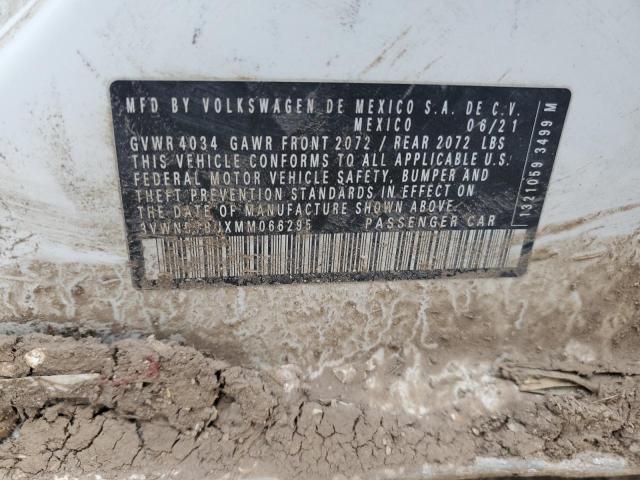 MFD BY VOLKSWAGEN DE MEXICO S.A. DE C.V.
MEXICO 06/21
GVWR 4034 GAWR FRONT 2072 / REAR 2072 LBS
THIS VEHICLE CONFORMS TO ALL APPLICABLE U.S.
FEDERAL MOTOR VEHICLE SAFETY, BUMPER AND
THEFT PREVENTION STANDARDS IN EFFECT ON
THE DATE OF MANUFACTURE SHOWN ABOVE.
PASSENGER CAR
1321059 3499 M